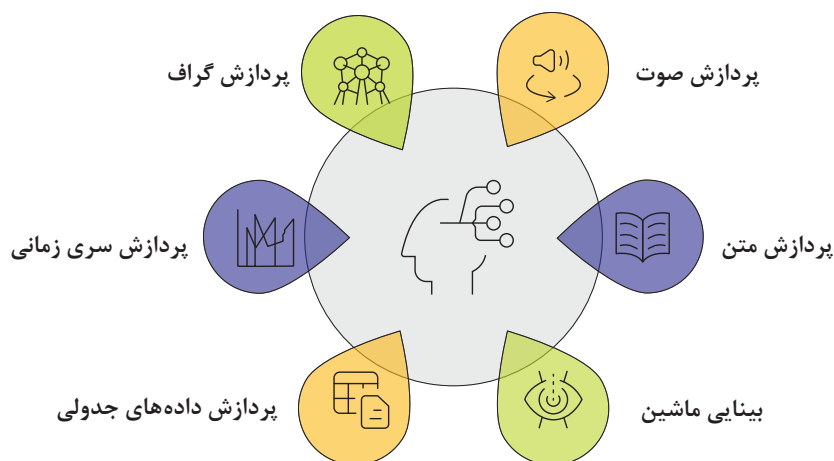 پردازش صوت
پردازش گراف
پردازش متن
پردازش سری زمانی
بینایی ماشین
پردازش داده‌های جدولی